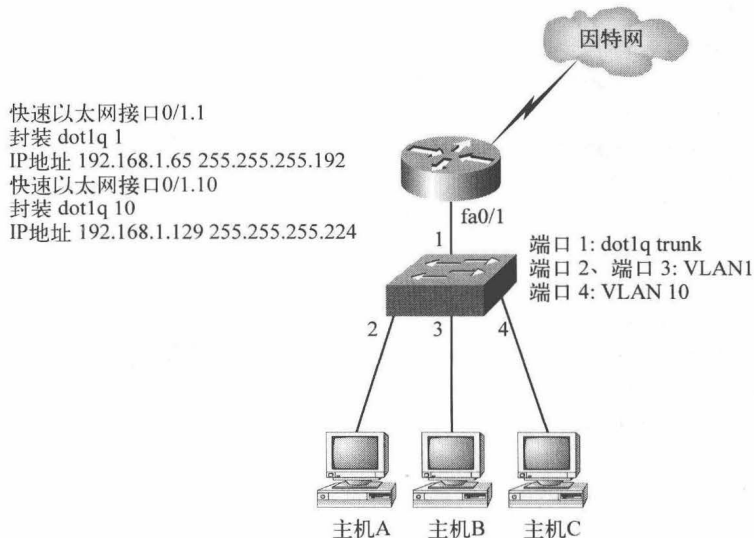 因特网
快速以太网接口0/1.1
封装 dot1q 1
IP地址 192.168.1.65 255.255.255.192
快速以太网接口0/1.10
封装 dot1q 10
IP地址 192.168.1.129 255.255.255.224
fa0/1
1
端口 1: dot1q trunk
端口 2、端口 3: VLAN1
端口 4: VLAN 10
2
3
4
主机A
主机B
主机C